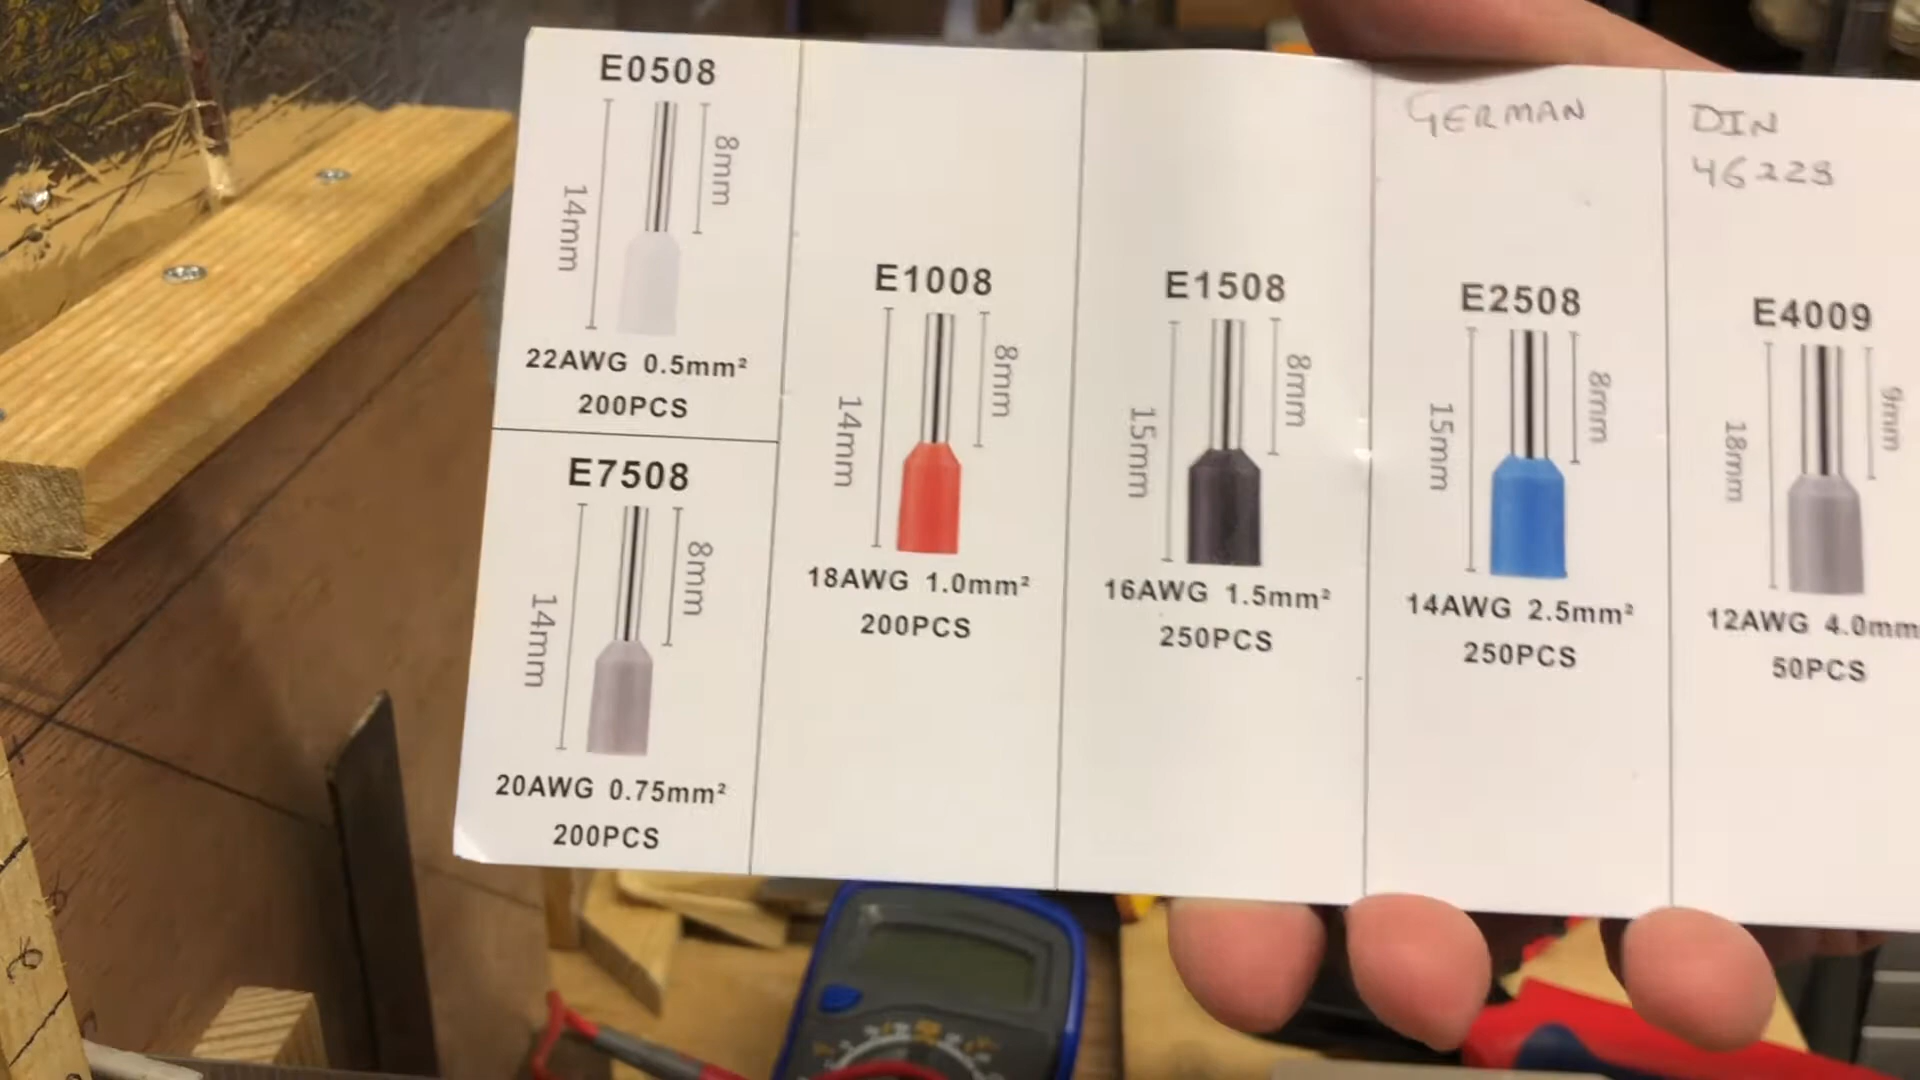 E0508
14mm
8mm
22AWG 0.5mm²
200PCS
E7508
14mm
8mm
20AWG 0.75mm²
200PCS
E1008
14mm
8mm
18AWG 1.0mm²
200PCS
E1508
15mm
8mm
16AWG 1.5mm²
250PCS
GERMAN
E2508
15mm
8mm
14AWG 2.5mm²
250PCS
DIN
46228
E4009
18mm
9mm
12AWG 4.0mm
50PCS